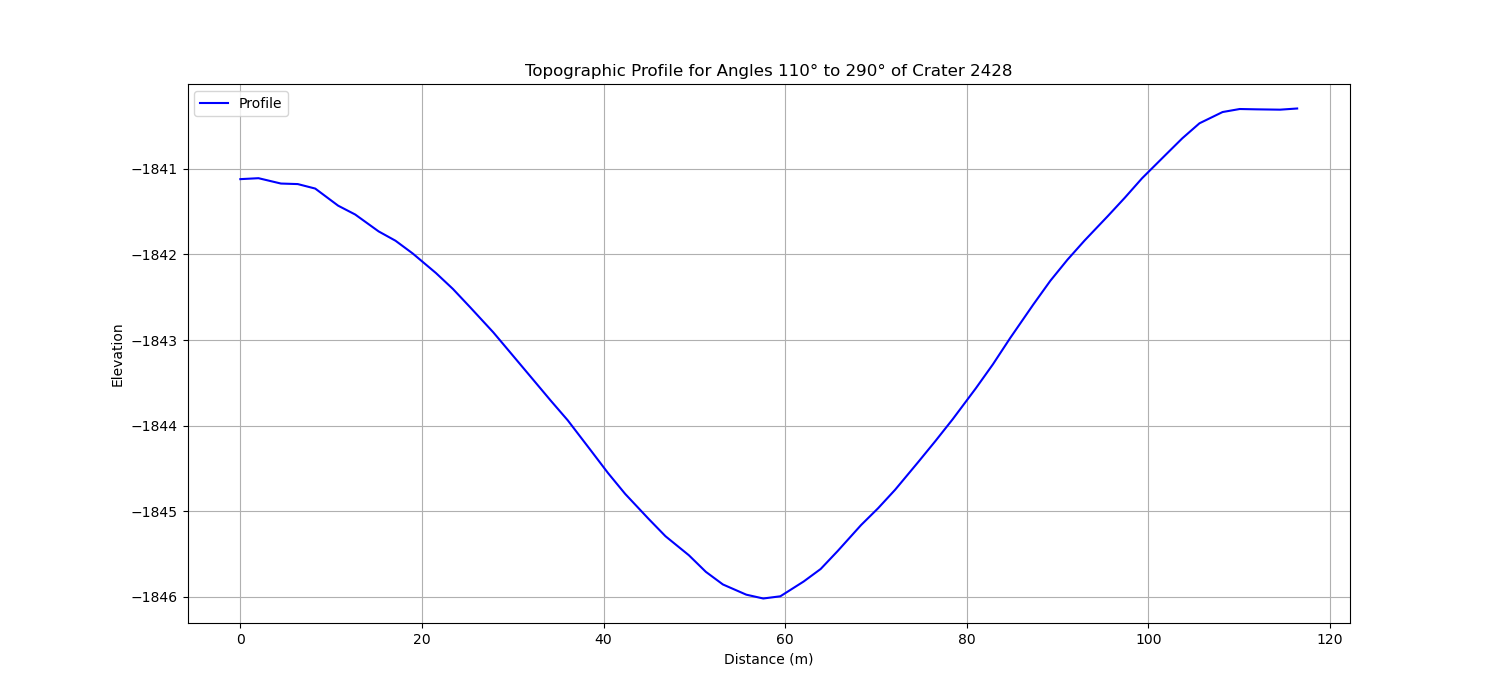 Topographic Profile for Angles 110° to 290° of Crater 2428
Profile
−1841
−1842
−1843
−1844
−1845
−1846
Elevation
0 20 40 60 80 100 120
Distance (m)